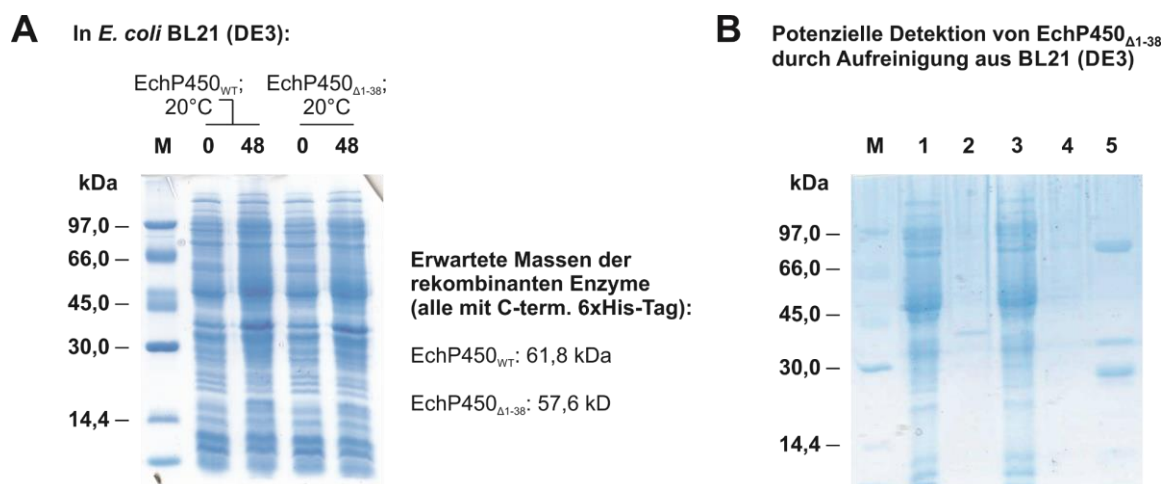 A
In E. coli BL21 (DE3):
EchP450WT; EchP450Δ1-38;
20°C 20°C
M 0 48 0 48
kDa
97,0
66,0
45,0
30,0
14,4
Erwartete Massen der
rekombinanten Enzyme
(alle mit C-term. 6xHis-Tag):
EchP450WT: 61,8 kDa
EchP450Δ1-38: 57,6 kD
B
Potenzielle Detektion von EchP450Δ1-38
durch Aufreinigung aus BL21 (DE3)
M 1 2 3 4 5
kDa
97,0
66,0
45,0
30,0
14,4